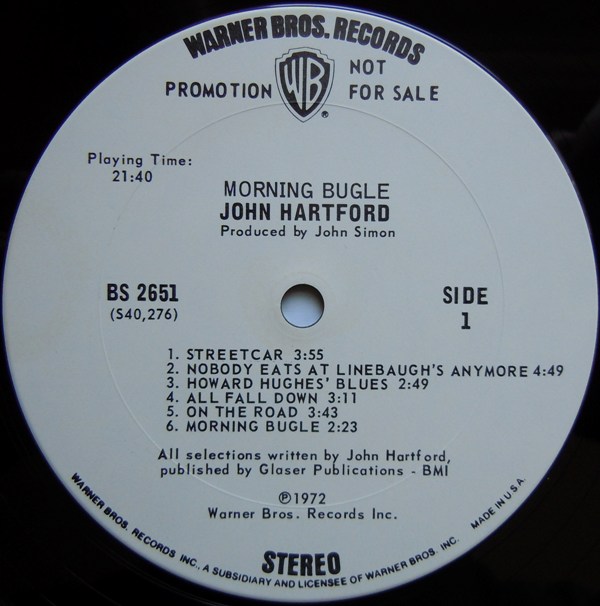 WARNER BROS. RECORDS
PROMOTION
WB
®
NOT
FOR SALE
Playing Time:
21:40
MORNING BUGLE
JOHN HARTFORD
Produced by John Simon
BS 2651
(S40,276)
SIDE
1
1. STREETCAR 3:55
2. NOBODY EATS AT LINEBAUGH'S ANYMORE 4:49
3. HOWARD HUGHES' BLUES 2:49
4. ALL FALL DOWN 3:11
5. ON THE ROAD 3:43
6. MORNING BUGLE 2:23
All selections written by John Hartford,
published by Glaser Publications - BMI
℗1972
Warner Bros. Records Inc.
STEREO
WARNER BROS. RECORDS INC., A SUBSIDIARY AND LICENSEE OF WARNER BROS. INC. MADE IN U.S.A.